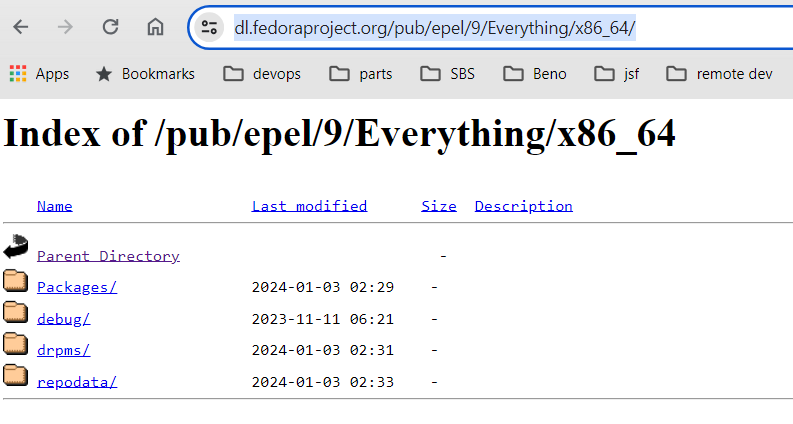 dl.fedoraproject.org/pub/epel/9/Everything/x86_64/
Apps Bookmarks devops parts SBS Beno jsf remote dev
Index of /pub/epel/9/Everything/x86_64
Name Last modified Size Description
Parent Directory -
Packages/ 2024-01-03 02:29 -
debug/ 2023-11-11 06:21 -
drpms/ 2024-01-03 02:31 -
repodata/ 2024-01-03 02:33 -